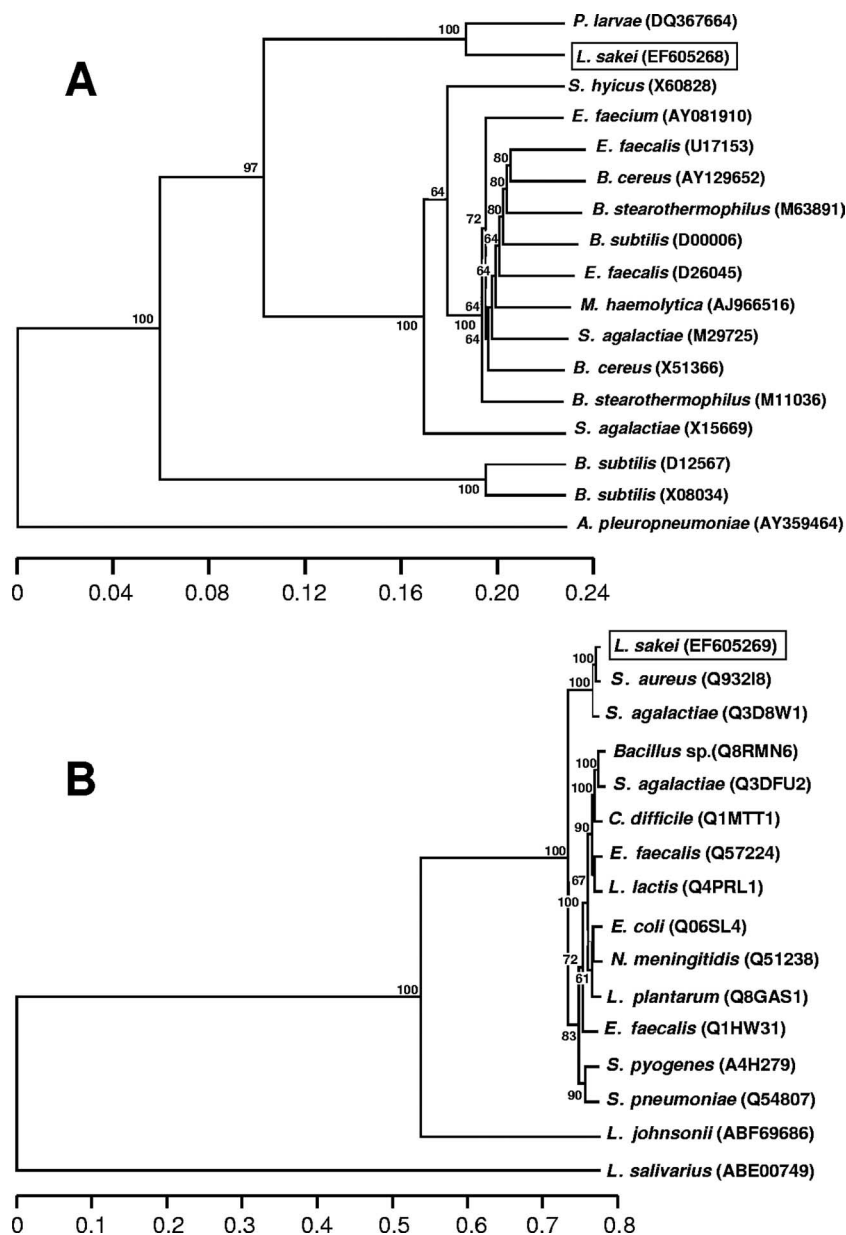 A
P. larvae (DQ367664)
100
L. sakei (EF605268)
S. hyicus (X60828)
E. faecium (AY081910)
E. faecalis (U17153)
80
97
B. cereus (AY129652)
80
64
B. stearothermophilus (M63891)
80
72
B. subtilis (D00006)
64
E. faecalis (D26045)
64
M. haemolytica (AJ966516)
64
100
100
100
64
S. agalactiae (M29725)
B. cereus (X51366)
B. stearothermophilus (M11036)
S. agalactiae (X15669)
B. subtilis (D12567)
100
B. subtilis (X08034)
A. pleuropneumoniae (AY359464)
0 0.04 0.08 0.12 0.16 0.20 0.24
B
L. sakei (EF605269)
100
S. aureus (Q932I8)
100
S. agalactiae (Q3D8W1)
Bacillus sp.(Q8RMN6)
100
S. agalactiae (Q3DFU2)
100
C. difficile (Q1MTT1)
90
100
E. faecalis (Q57224)
67
L. lactis (Q4PRL1)
100
E. coli (Q06SL4)
72
N. meningitidis (Q51238)
61
100
L. plantarum (Q8GAS1)
E. faecalis (Q1HW31)
83
S. pyogenes (A4H279)
90
S. pneumoniae (Q54807)
L. johnsonii (ABF69686)
L. salivarius (ABE00749)
0 0.1 0.2 0.3 0.4 0.5 0.6 0.7 0.8